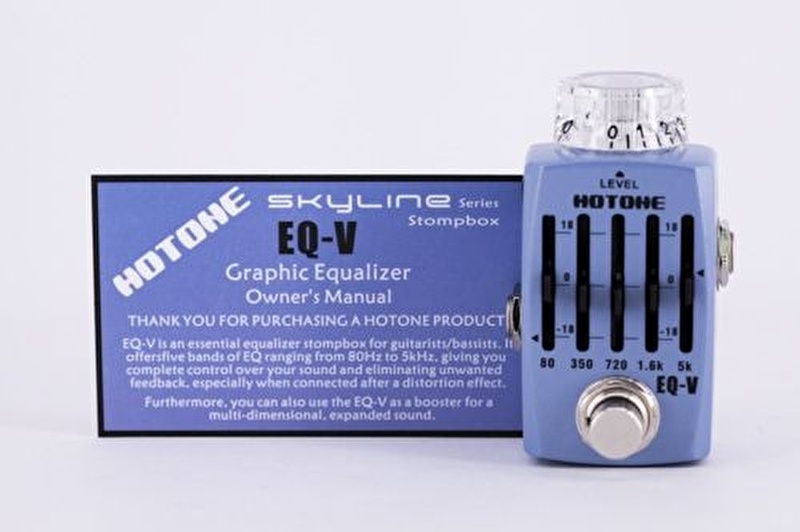 HOTONE
SKYLINE Series
Stompbox
EQ-V
Graphic Equalizer
Owner's Manual
THANK YOU FOR PURCHASING A HOTONE PRODUCT
EQ-V is an essential equalizer stompbox for guitarists/bassists.
offersfive bands of EQ ranging from 80Hz to 5kHz, giving you
complete control over your sound and eliminating unwanted
feedback, especially when connected after a distortion effect.
Furthermore, you can also use the EQ-V as a booster for a
multi-dimensional, expanded sound.
0 1 2
LEVEL
HOTONE
18 18
0 0
-18 -18
80 350 720 1.6k 5k
EQ-V